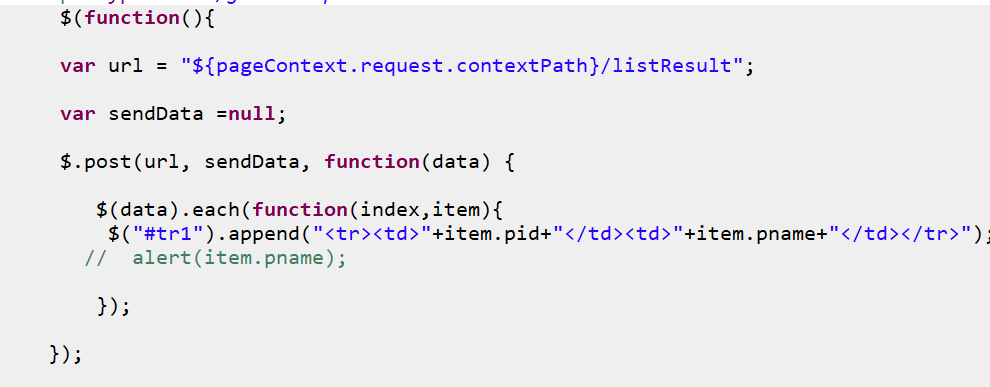 $(function(){
var url = "${pageContext.request.contextPath}/listResult";
var sendData =null;
$.post(url, sendData, function(data) {
$(data).each(function(index,item){
$("#tr1").append("<tr><td>"+item.pid+"</td><td>"+item.pname+"</td></tr>");
// alert(item.pname);
});
});